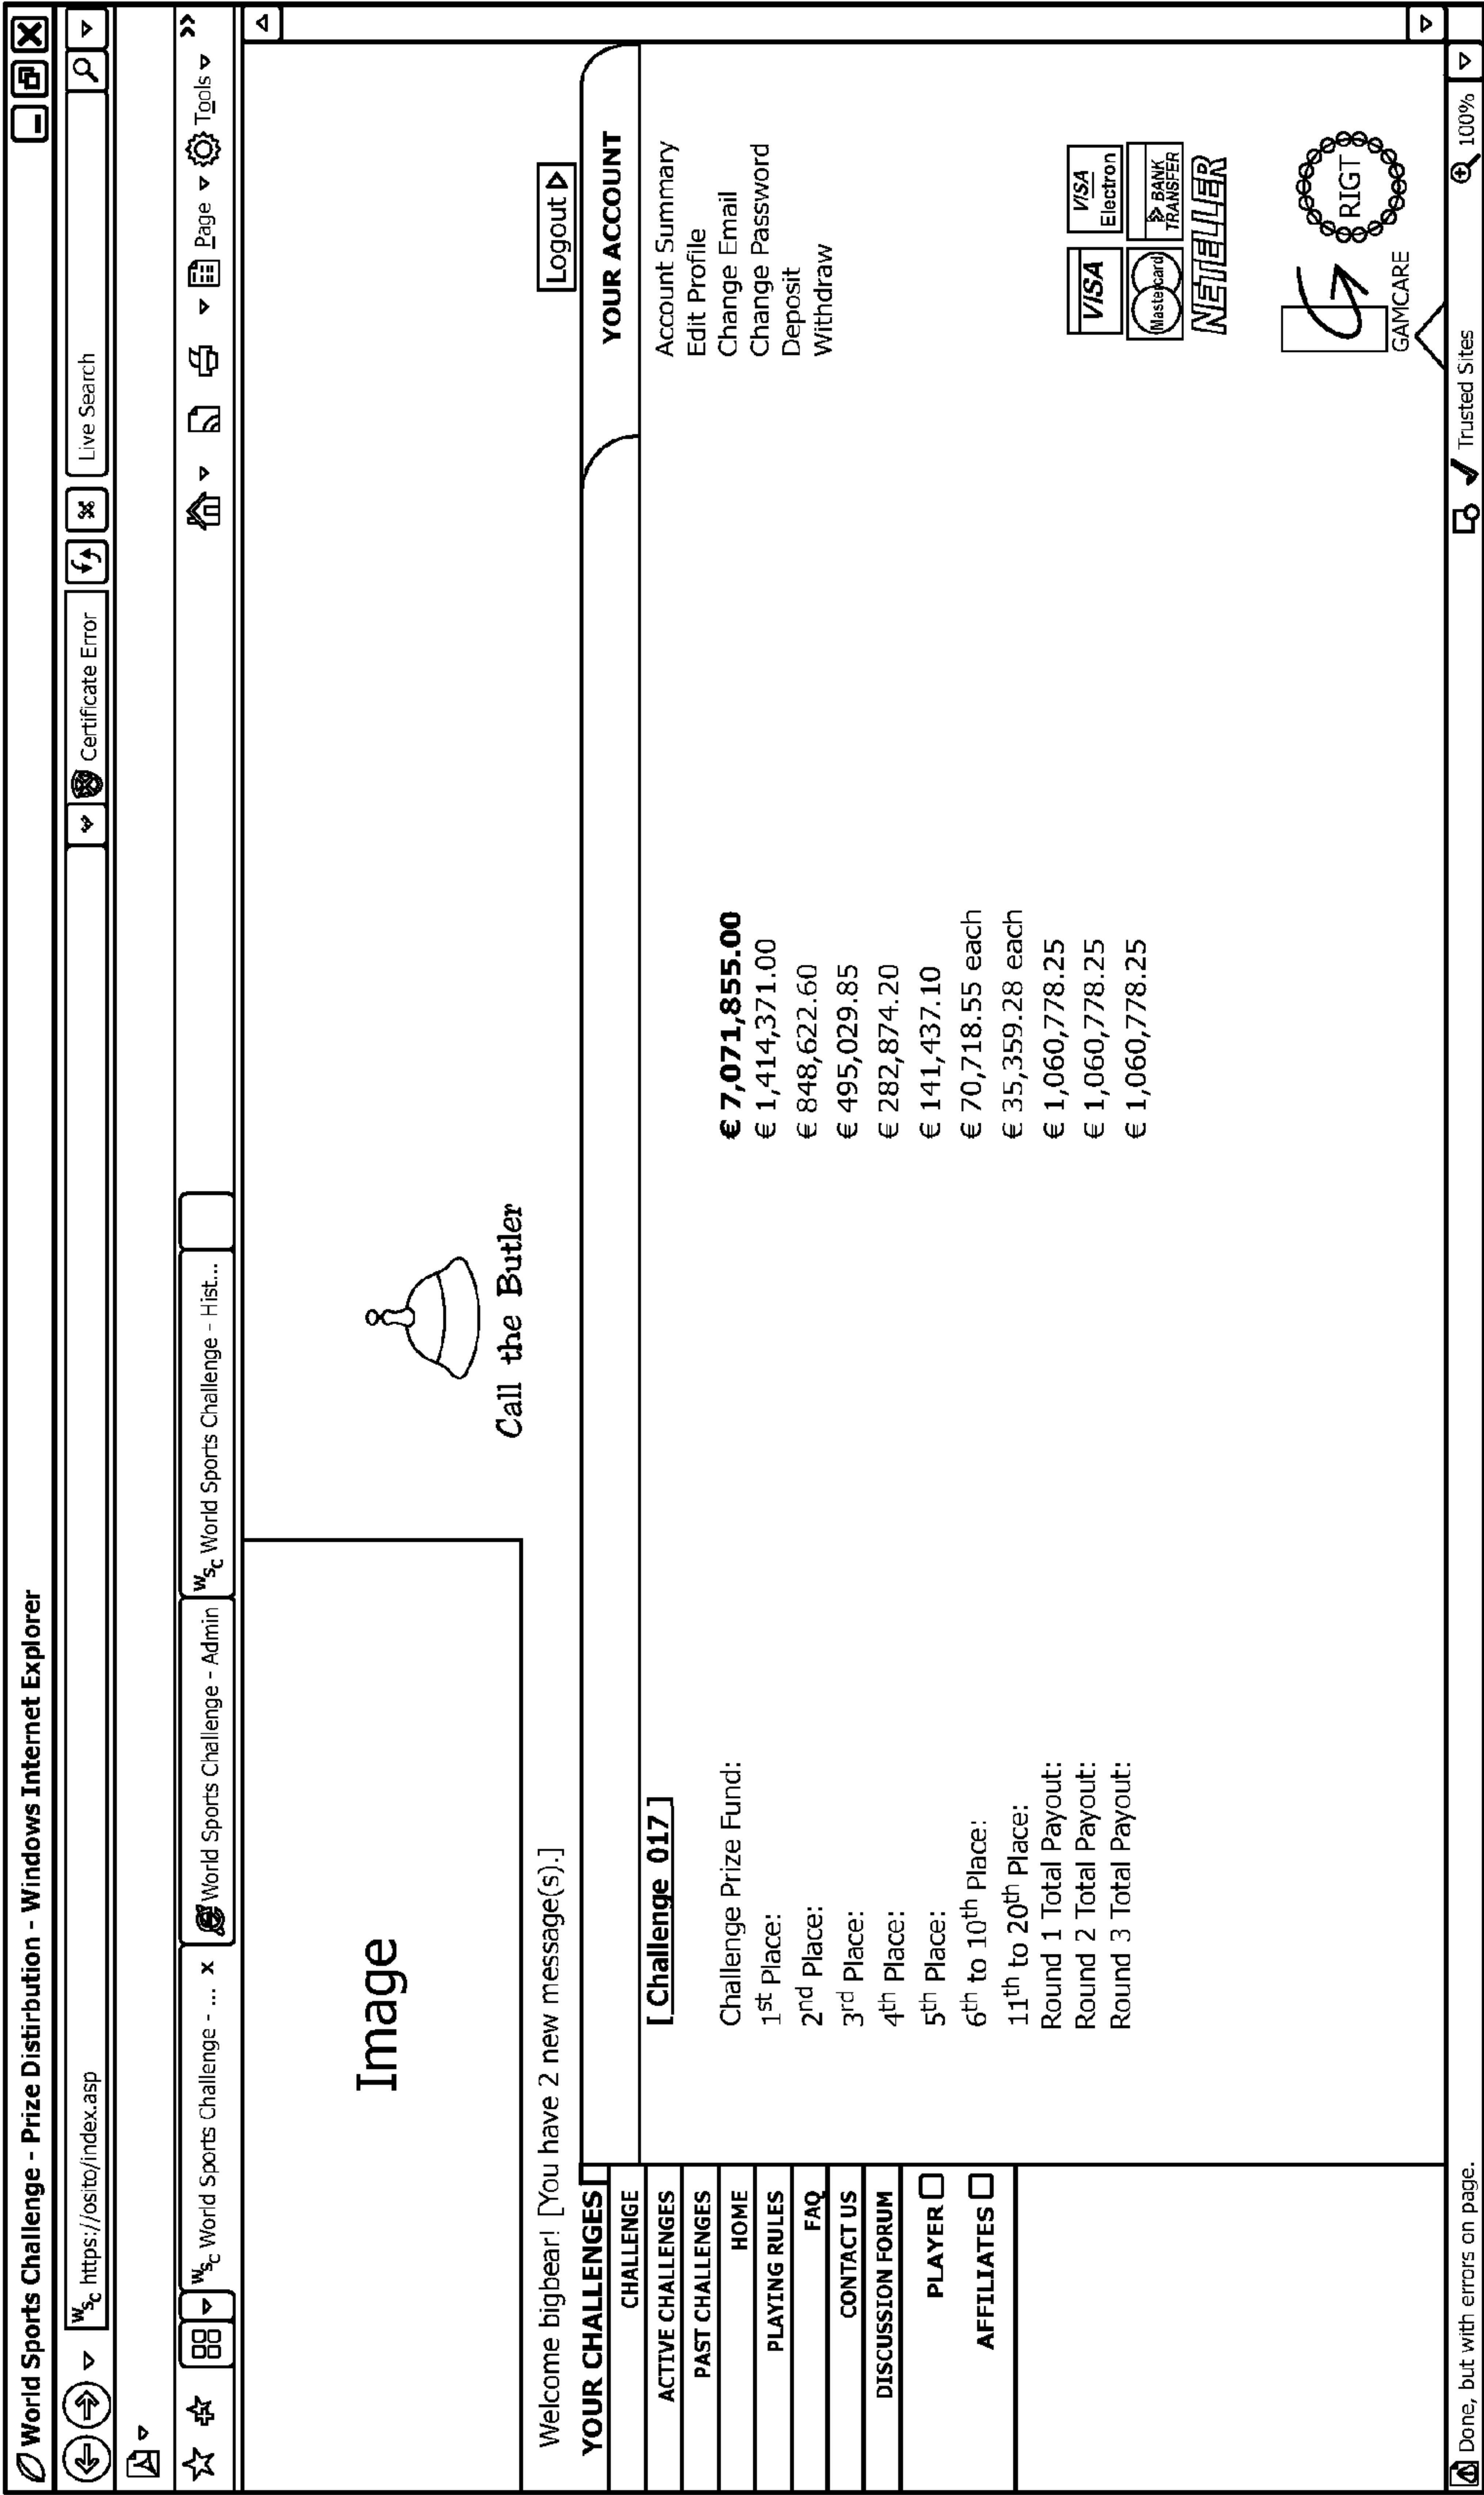 World Sports Challenge - Prize Distirbution - Windows Internet Explorer
WSC https://osito/index.asp
Certificate Error
Live Search
WSC World Sports Challenge - ... x
World Sports Challenge - Admin
WSC World Sports Challenge - Hist...
Page
Tools
»
Image
Call the Butler
Welcome bigbear! [You have 2 new message(s).]
Logout
YOUR CHALLENGES
CHALLENGE
ACTIVE CHALLENGES
PAST CHALLENGES
HOME
PLAYING RULES
FAQ
CONTACT US
DISCUSSION FORUM
PLAYER
AFFILIATES
[ Challenge 017 ]
Challenge Prize Fund: € 7,071,855.00
1st Place: € 1,414,371.00
2nd Place: € 848,622.60
3rd Place: € 495,029.85
4th Place: € 282,874.20
5th Place: € 141,437.10
6th to 10th Place: € 70,718.55 each
11th to 20th Place: € 35,359.28 each
Round 1 Total Payout: € 1,060,778.25
Round 2 Total Payout: € 1,060,778.25
Round 3 Total Payout: € 1,060,778.25
YOUR ACCOUNT
Account Summary
Edit Profile
Change Email
Change Password
Deposit
Withdraw
VISA
VISA Electron
Mastercard
BANK TRANSFER
NETELLER
GAMCARE
RIGT
Done, but with errors on page.
Trusted Sites
100%